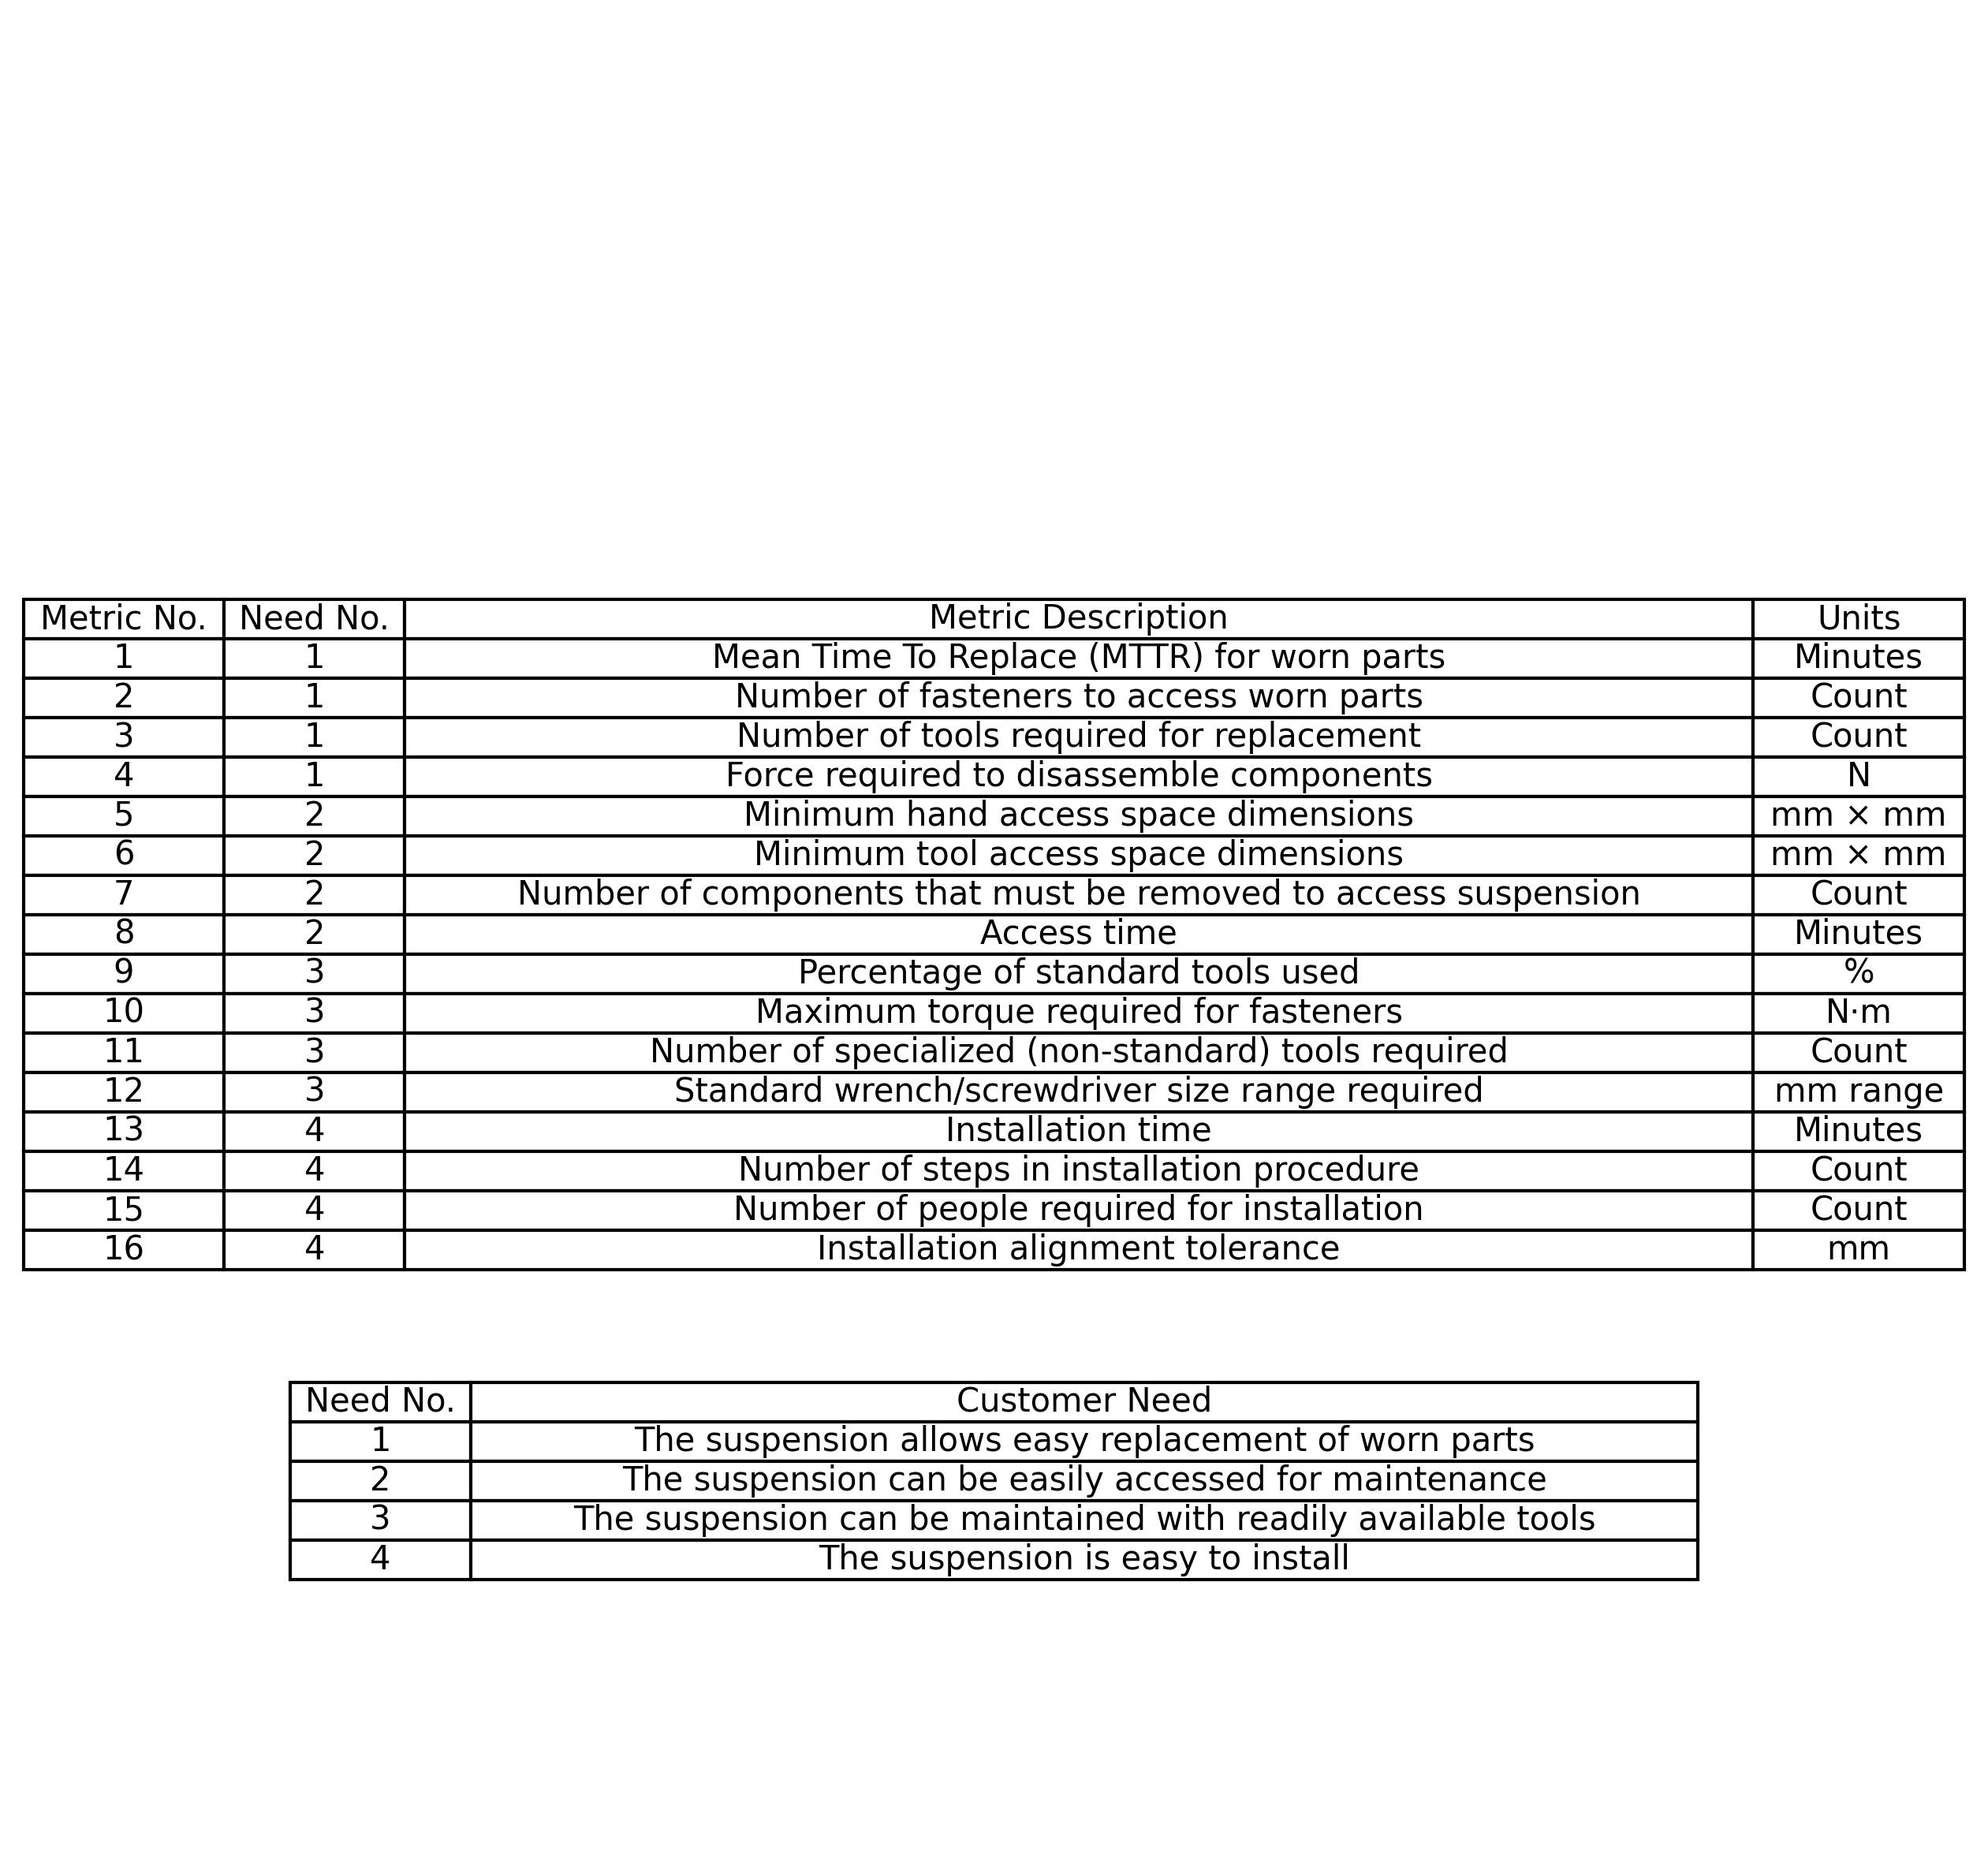 Metric No. Need No. Metric Description Units
1 1 Mean Time To Replace (MTTR) for worn parts Minutes
2 1 Number of fasteners to access worn parts Count
3 1 Number of tools required for replacement Count
4 1 Force required to disassemble components N
5 2 Minimum hand access space dimensions mm × mm
6 2 Minimum tool access space dimensions mm × mm
7 2 Number of components that must be removed to access suspension Count
8 2 Access time Minutes
9 3 Percentage of standard tools used %
10 3 Maximum torque required for fasteners N·m
11 3 Number of specialized (non-standard) tools required Count
12 3 Standard wrench/screwdriver size range required mm range
13 4 Installation time Minutes
14 4 Number of steps in installation procedure Count
15 4 Number of people required for installation Count
16 4 Installation alignment tolerance mm
Need No. Customer Need
1 The suspension allows easy replacement of worn parts
2 The suspension can be easily accessed for maintenance
3 The suspension can be maintained with readily available tools
4 The suspension is easy to install